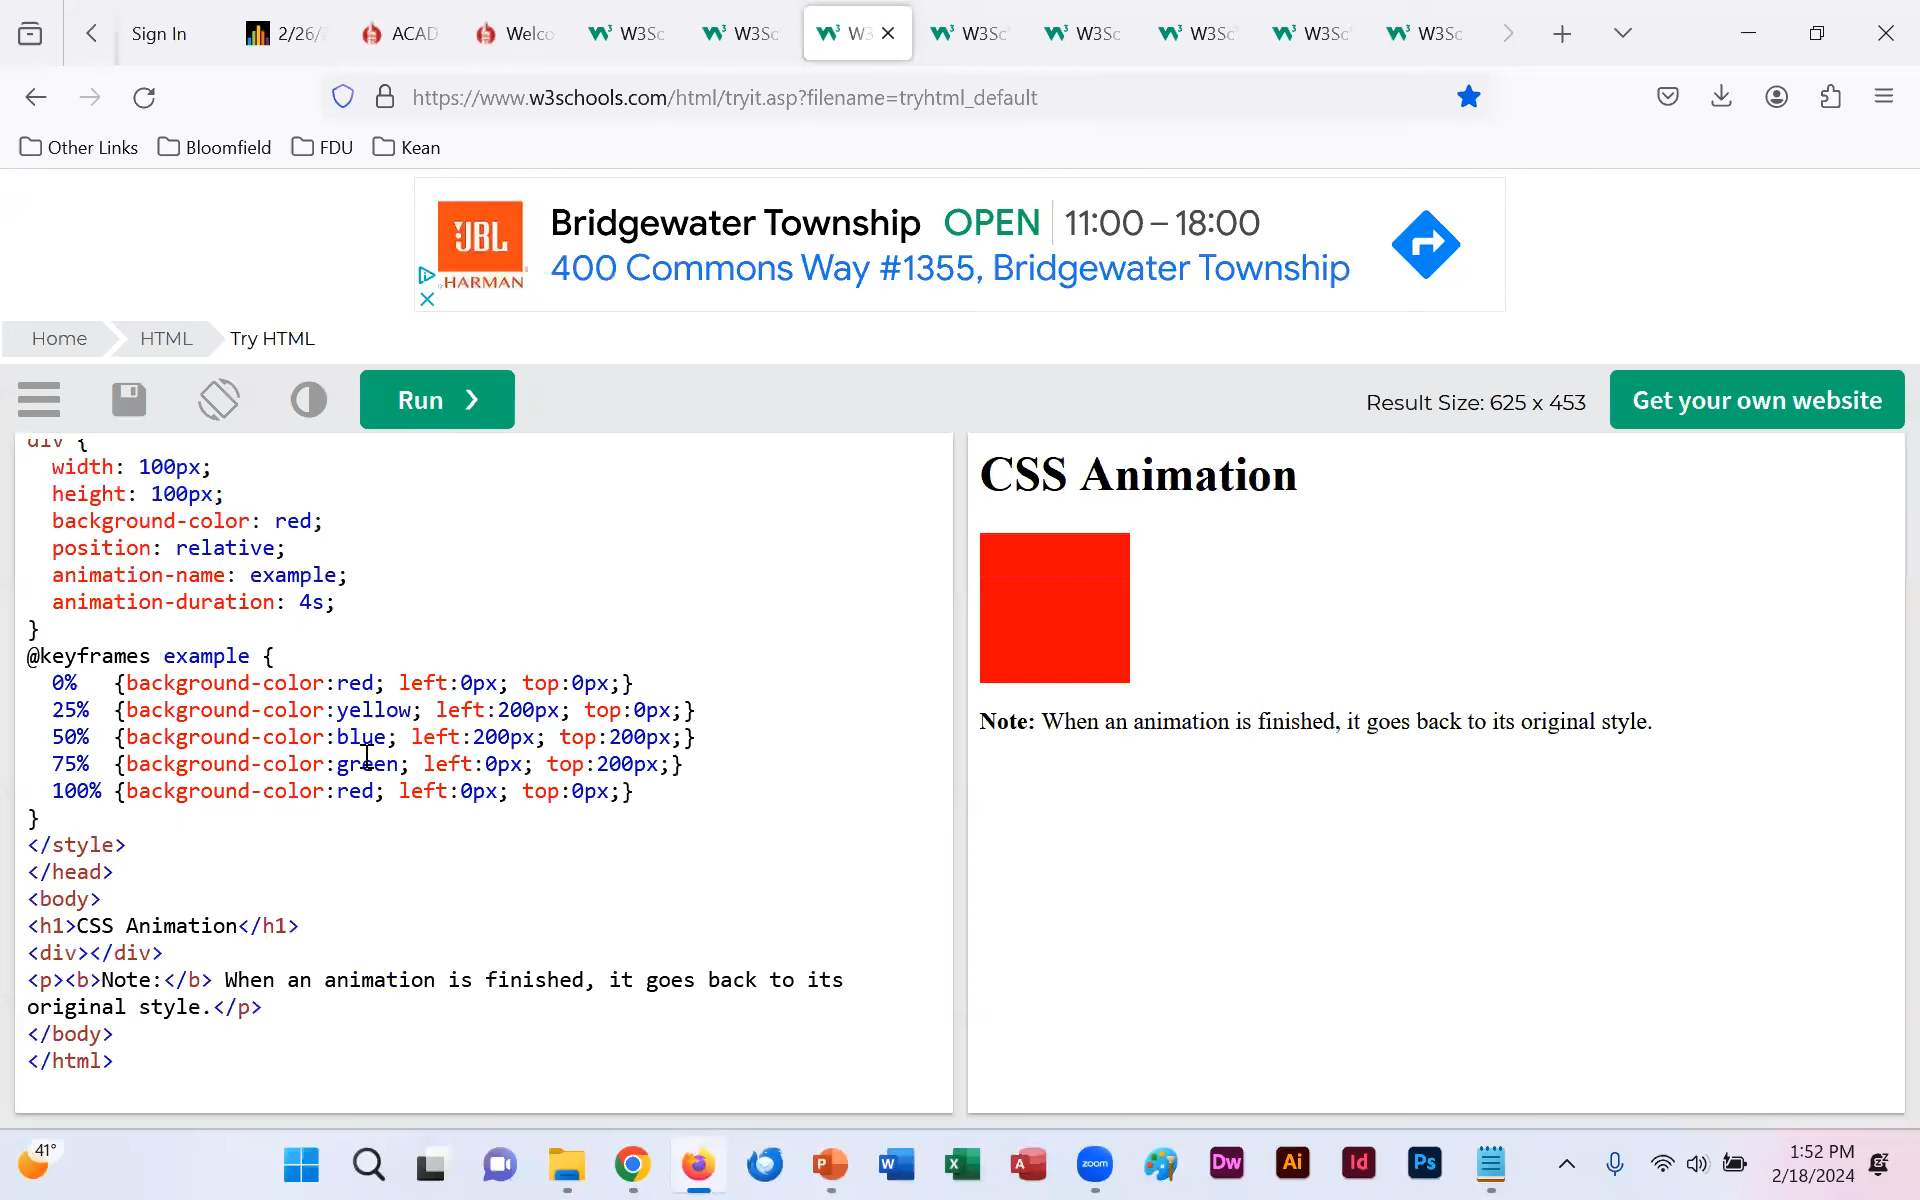 Sign In
2/26/
ACAD
Welco
W3Sc
W3Sc
W3
W3Sc
W3Sc
W3Sc
W3Sc
W3Sc
https://www.w3schools.com/html/tryit.asp?filename=tryhtml_default
Other Links
Bloomfield
FDU
Kean
JBL
by HARMAN
Bridgewater Township OPEN 11:00 – 18:00
400 Commons Way #1355, Bridgewater Township
Home
HTML
Try HTML
Run ❯
Result Size: 625 x 453
Get your own website
div {
  width: 100px;
  height: 100px;
  background-color: red;
  position: relative;
  animation-name: example;
  animation-duration: 4s;
}
@keyframes example {
  0%   {background-color:red; left:0px; top:0px;}
  25%  {background-color:yellow; left:200px; top:0px;}
  50%  {background-color:blue; left:200px; top:200px;}
  75%  {background-color:green; left:0px; top:200px;}
  100% {background-color:red; left:0px; top:0px;}
}
</style>
</head>
<body>
<h1>CSS Animation</h1>
<div></div>
<p><b>Note:</b> When an animation is finished, it goes back to its
original style.</p>
</body>
</html>
CSS Animation
Note: When an animation is finished, it goes back to its original style.
41°
P
W
X
A
zoom
Dw
Ai
Id
Ps
1:52 PM
2/18/2024